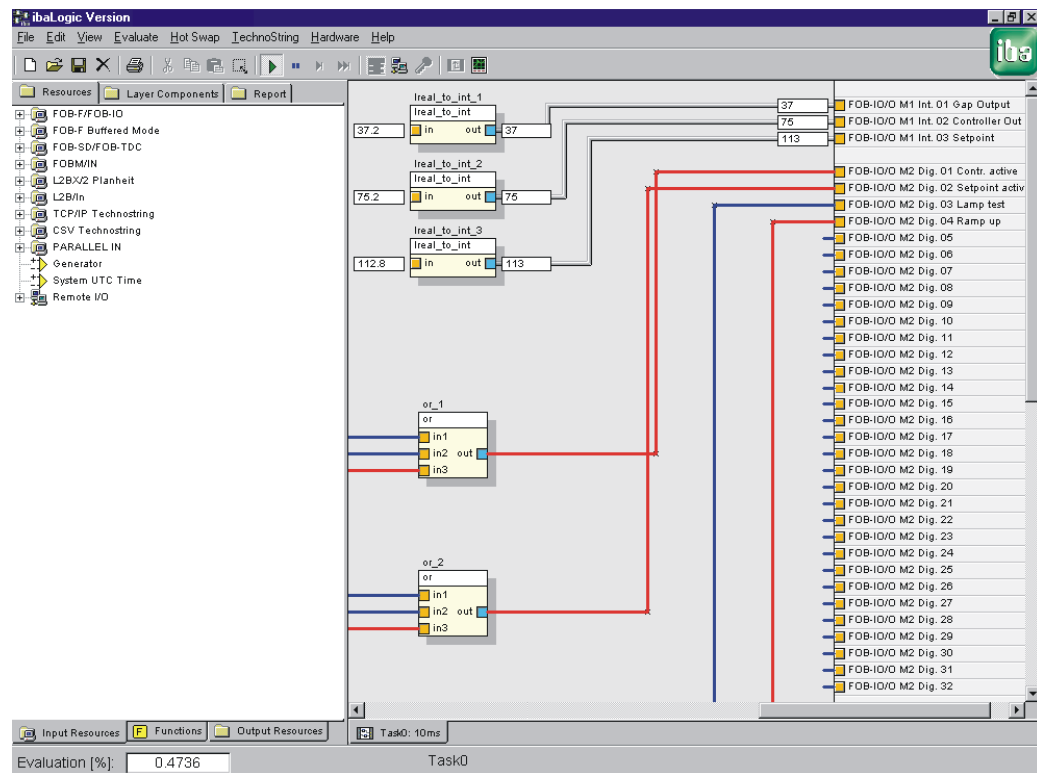 ibaLogic Version
File Edit View Evaluate Hot Swap TechnoString Hardware Help
iba
Resources Layer Components Report
FOB-F/FOB-IO
FOB-F Buffered Mode
FOB-SD/FOB-TDC
FOBM/IN
L2BX/2 Planheit
L2B/In
TCP/IP Technostring
CSV Technostring
PARALLEL IN
Generator
System UTC Time
Remote I/O
lreal_to_int_1
lreal_to_int
37.2 in out 37
lreal_to_int_2
lreal_to_int
75.2 in out 75
lreal_to_int_3
lreal_to_int
112.8 in out 113
or_1
or
in1
in2 out
in3
or_2
or
in1
in2 out
in3
37 FOB-IO/O M1 Int. 01 Gap Output
75 FOB-IO/O M1 Int. 02 Controller Out
113 FOB-IO/O M1 Int. 03 Setpoint
FOB-IO/O M2 Dig. 01 Contr. active
FOB-IO/O M2 Dig. 02 Setpoint activ
FOB-IO/O M2 Dig. 03 Lamp test
FOB-IO/O M2 Dig. 04 Ramp up
FOB-IO/O M2 Dig. 05
FOB-IO/O M2 Dig. 06
FOB-IO/O M2 Dig. 07
FOB-IO/O M2 Dig. 08
FOB-IO/O M2 Dig. 09
FOB-IO/O M2 Dig. 10
FOB-IO/O M2 Dig. 11
FOB-IO/O M2 Dig. 12
FOB-IO/O M2 Dig. 13
FOB-IO/O M2 Dig. 14
FOB-IO/O M2 Dig. 15
FOB-IO/O M2 Dig. 16
FOB-IO/O M2 Dig. 17
FOB-IO/O M2 Dig. 18
FOB-IO/O M2 Dig. 19
FOB-IO/O M2 Dig. 20
FOB-IO/O M2 Dig. 21
FOB-IO/O M2 Dig. 22
FOB-IO/O M2 Dig. 23
FOB-IO/O M2 Dig. 24
FOB-IO/O M2 Dig. 25
FOB-IO/O M2 Dig. 26
FOB-IO/O M2 Dig. 27
FOB-IO/O M2 Dig. 28
FOB-IO/O M2 Dig. 29
FOB-IO/O M2 Dig. 30
FOB-IO/O M2 Dig. 31
FOB-IO/O M2 Dig. 32
Input Resources F Functions Output Resources
Task0: 10ms
Evaluation [%]: 0.4736 Task0